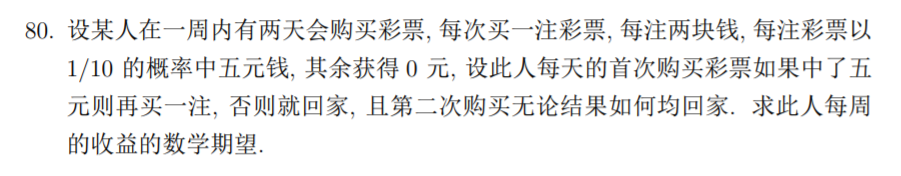 80. 设某人在一周内有两天会购买彩票, 每次买一注彩票, 每注两块钱, 每注彩票以
1/10 的概率中五元钱, 其余获得 0 元, 设此人每天的首次购买彩票如果中了五
元则再买一注, 否则就回家, 且第二次购买无论结果如何均回家. 求此人每周
的收益的数学期望.